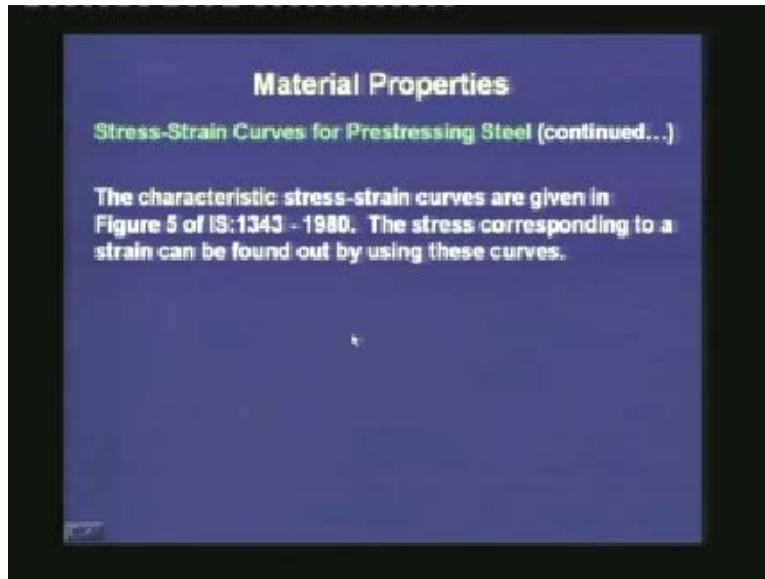 Material Properties
Stress-Strain Curves for Prestressing Steel (continued...)
The characteristic stress-strain curves are given in
Figure 5 of IS:1343 - 1980. The stress corresponding to a
strain can be found out by using these curves.